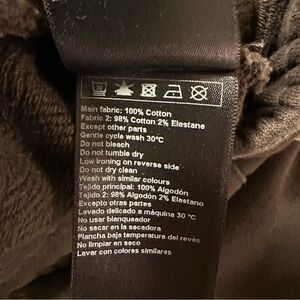 Main fabric: 100% Cotton
Fabric 2: 98% Cotton 2% Elastane
Except other parts
Gentle cycle wash 30°C
Do not bleach
Do not tumble dry
Low ironing on reverse side
Do not dry clean
Wash with similar colours
Tejido principal: 100% Algodón
Tejido 2: 98% Algodón 2% Elastane
Excepto otras partes
Lavado delicado a máquina 30 °C
No usar blanqueador
No secar en la secadora
Plancha baja temperatura del revés
No limpiar en seco
Lavar con colores similares